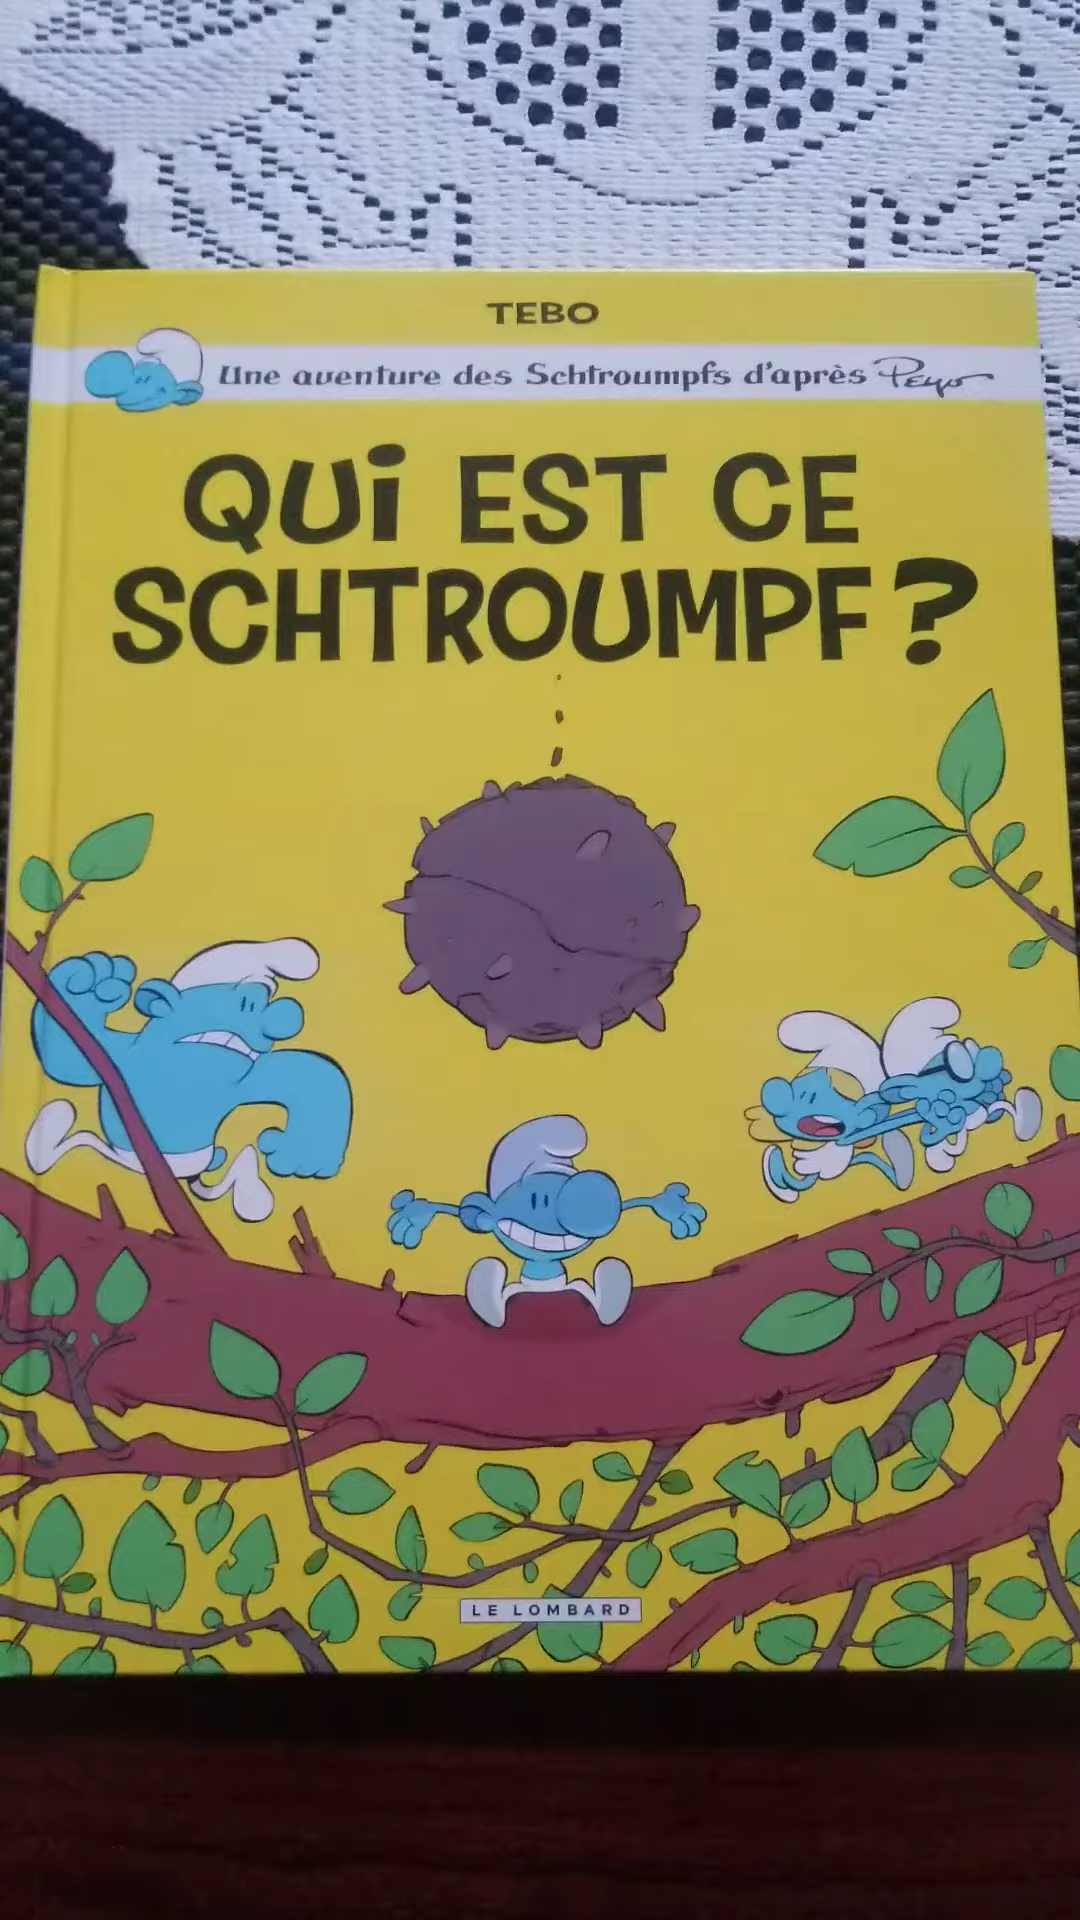 TEBO
Une aventure des Schtroumpfs d'après Peyo
QUi EST CE
SCHTROUMPF ?
LE LOMBARD